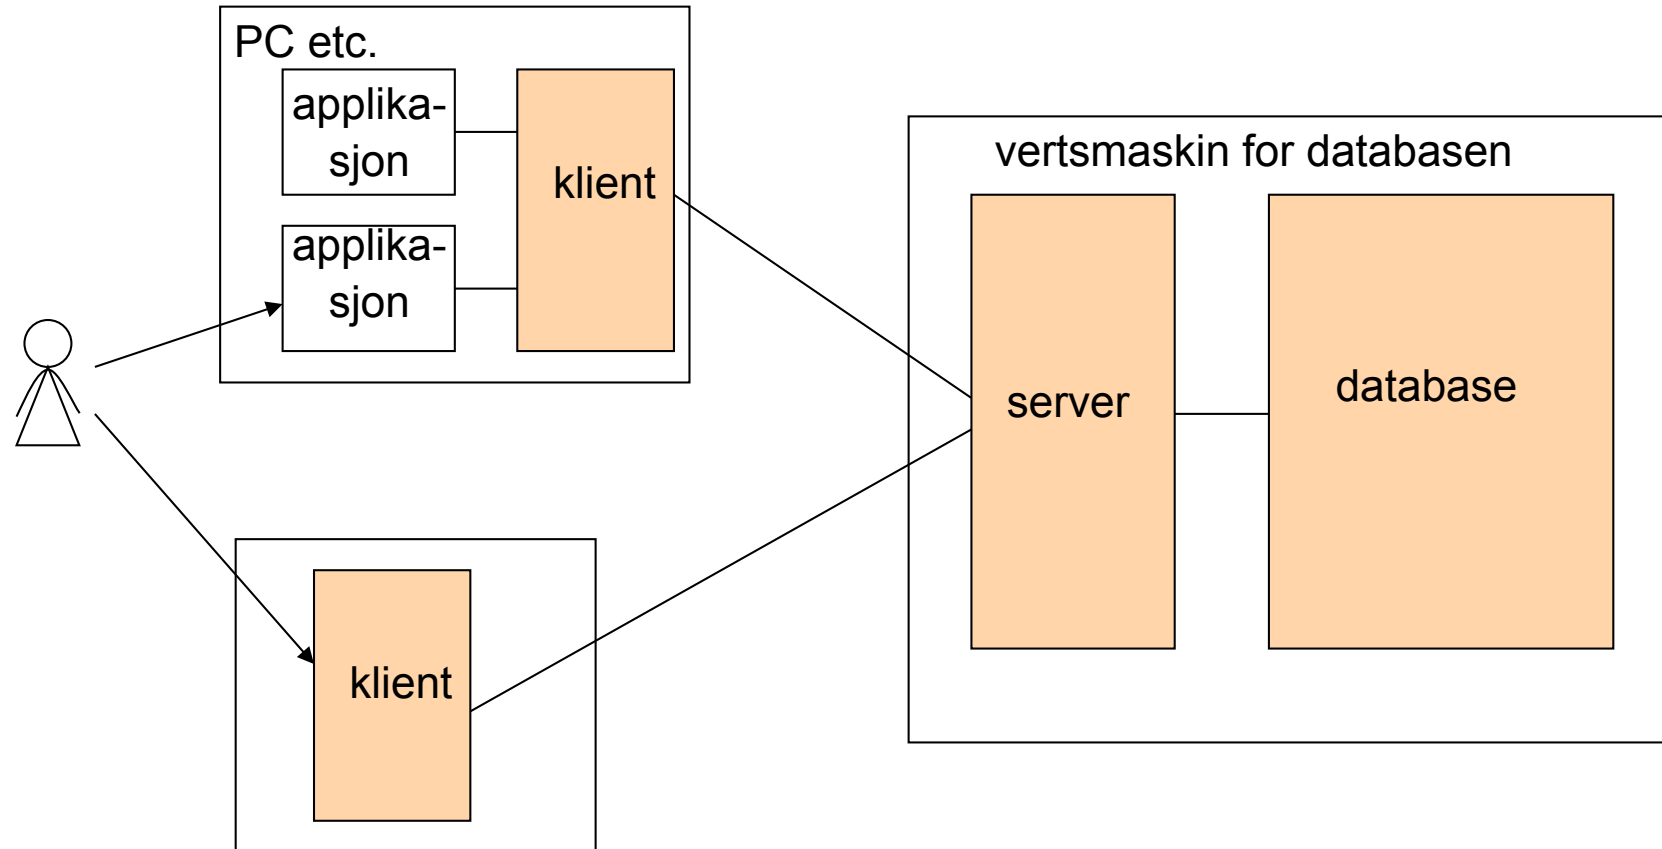 PC etc.
applika-
sjon
klient
applika-
sjon
vertsmaskin for databasen
server
database
klient